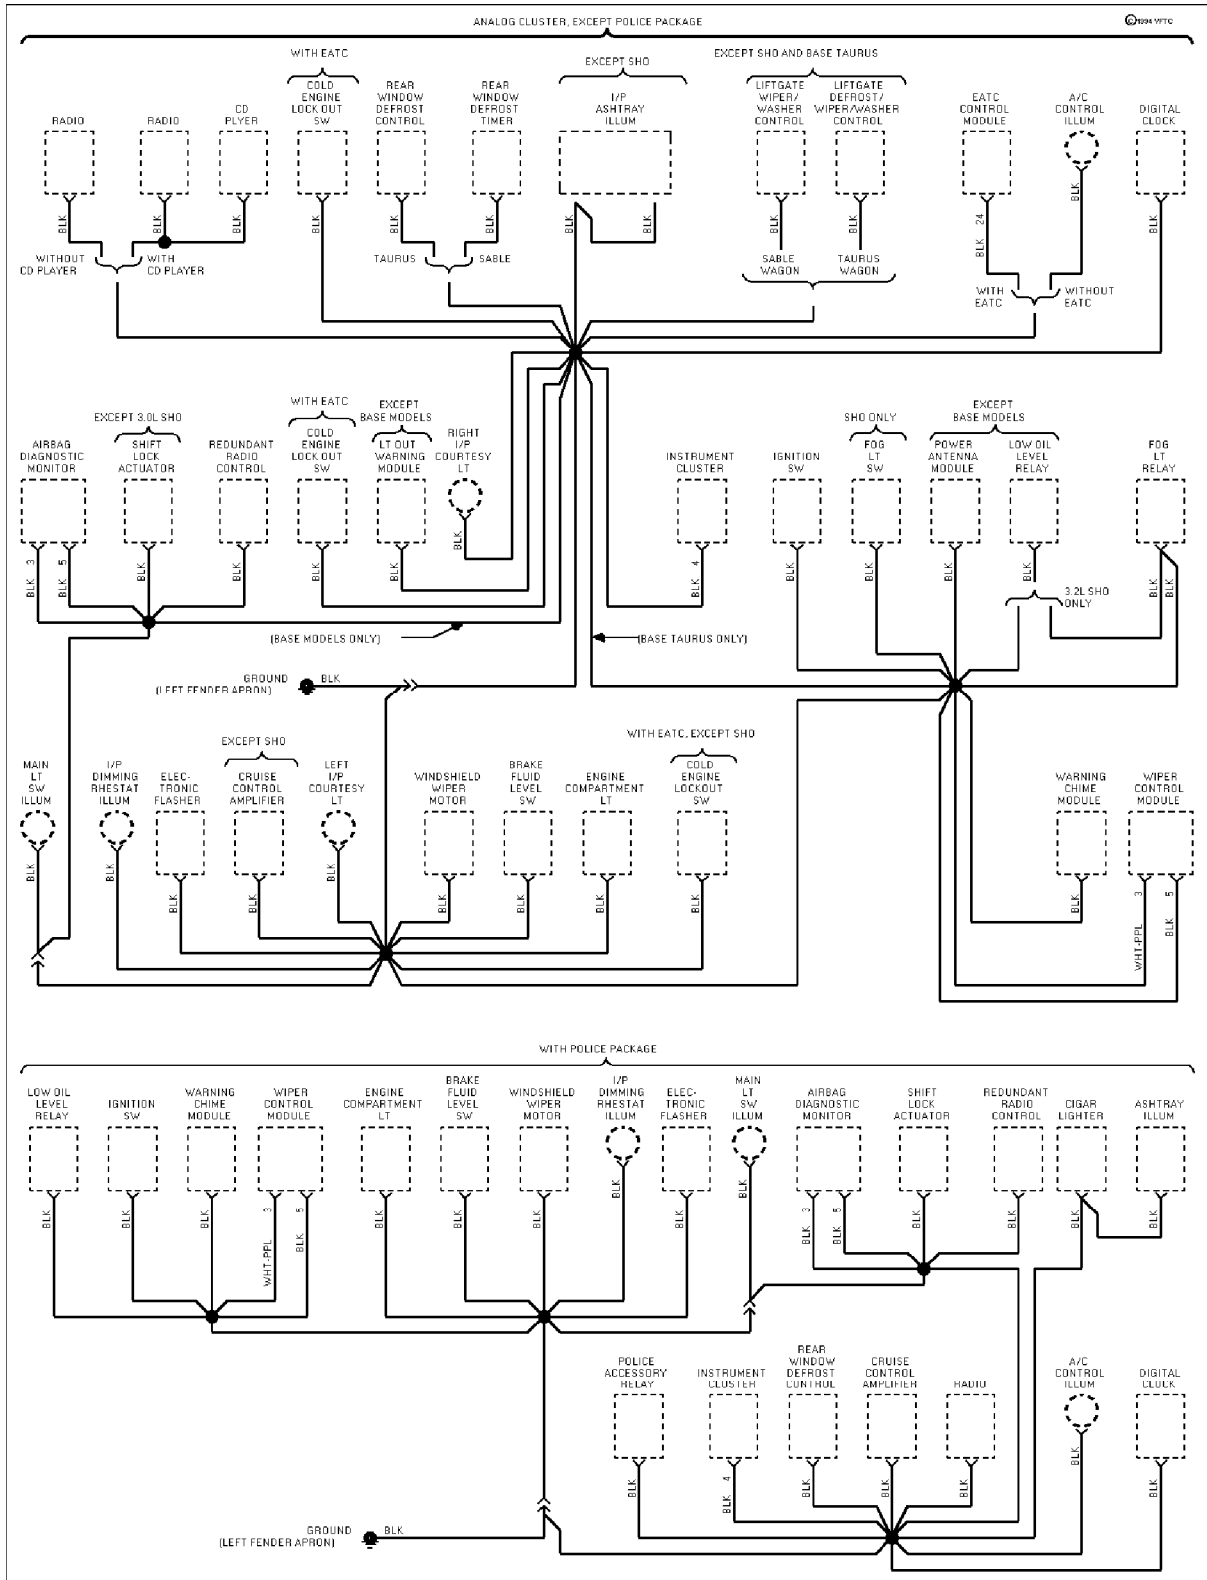 ANALOG CLUSTER, EXCEPT POLICE PACKAGE
© 1994 VFTC
WITH EATC
EXCEPT SHO
EXCEPT SHO AND BASE TAURUS
RADIO
RADIO
CD
PLYER
COLD
ENGINE
LOCK OUT
SW
REAR
WINDOW
DEFROST
CONTROL
REAR
WINDOW
DEFROST
TIMER
I/P
ASHTRAY
ILLUM
LIFTGATE
WIPER/
WASHER
CONTROL
LIFTGATE
DEFROST/
WIPER/WASHER
CONTROL
EATC
CONTROL
MODULE
A/C
CONTROL
ILLUM
DIGITAL
CLOCK
BLK
BLK
BLK
BLK
BLK
BLK
BLK
BLK
BLK
BLK
BLK 24
BLK
BLK
WITHOUT
CD PLAYER
WITH
CD PLAYER
TAURUS
SABLE
SABLE
WAGON
TAURUS
WAGON
WITH
EATC
WITHOUT
EATC
EXCEPT 3.0L SHO
WITH EATC
EXCEPT
BASE MODELS
SHO ONLY
EXCEPT
BASE MODELS
AIRBAG
DIAGNOSTIC
MONITOR
SHIFT
LOCK
ACTUATOR
REDUNDANT
RADIO
CONTROL
COLD
ENGINE
LOCK OUT
SW
LT OUT
WARNING
MODULE
RIGHT
I/P
COURTESY
LT
INSTRUMENT
CLUSTER
IGNITION
SW
FOG
LT
SW
POWER
ANTENNA
MODULE
LOW OIL
LEVEL
RELAY
FOG
LT
RELAY
BLK 3
BLK 5
BLK
BLK
BLK
BLK
BLK
BLK 4
BLK
BLK
BLK
BLK
BLK
BLK
3.2L SHO
ONLY
(BASE MODELS ONLY)
(BASE TAURUS ONLY)
GROUND
(LEFT FENDER APRON)
BLK
EXCEPT SHO
WITH EATC, EXCEPT SHO
MAIN
LT
SW
ILLUM
I/P
DIMMING
RHESTAT
ILLUM
ELEC-
TRONIC
FLASHER
CRUISE
CONTROL
AMPLIFIER
LEFT
I/P
COURTESY
LT
WINDSHIELD
WIPER
MOTOR
BRAKE
FLUID
LEVEL
SW
ENGINE
COMPARTMENT
LT
COLD
ENGINE
LOCKOUT
SW
WARNING
CHIME
MODULE
WIPER
CONTROL
MODULE
BLK
BLK
BLK
BLK
BLK
BLK
BLK
BLK
BLK
BLK
WHT-PPL 3
BLK 5
WITH POLICE PACKAGE
LOW OIL
LEVEL
RELAY
IGNITION
SW
WARNING
CHIME
MODULE
WIPER
CONTROL
MODULE
ENGINE
COMPARTMENT
LT
BRAKE
FLUID
LEVEL
SW
WINDSHIELD
WIPER
MOTOR
I/P
DIMMING
RHESTAT
ILLUM
ELEC-
TRONIC
FLASHER
MAIN
LT
SW
ILLUM
AIRBAG
DIAGNOSTIC
MONITOR
SHIFT
LOCK
ACTUATOR
REDUNDANT
RADIO
CONTROL
CIGAR
LIGHTER
ASHTRAY
ILLUM
BLK
BLK
BLK
WHT-PPL 3
BLK 5
BLK
BLK
BLK
BLK
BLK
BLK
BLK 3
BLK 5
BLK
BLK
BLK
BLK
POLICE
ACCESSORY
RELAY
INSTRUMENT
CLUSTER
REAR
WINDOW
DEFROST
CONTROL
CRUISE
CONTROL
AMPLIFIER
RADIO
A/C
CONTROL
ILLUM
DIGITAL
CLOCK
BLK
BLK 4
BLK
BLK
BLK
BLK
BLK
GROUND
(LEFT FENDER APRON)
BLK